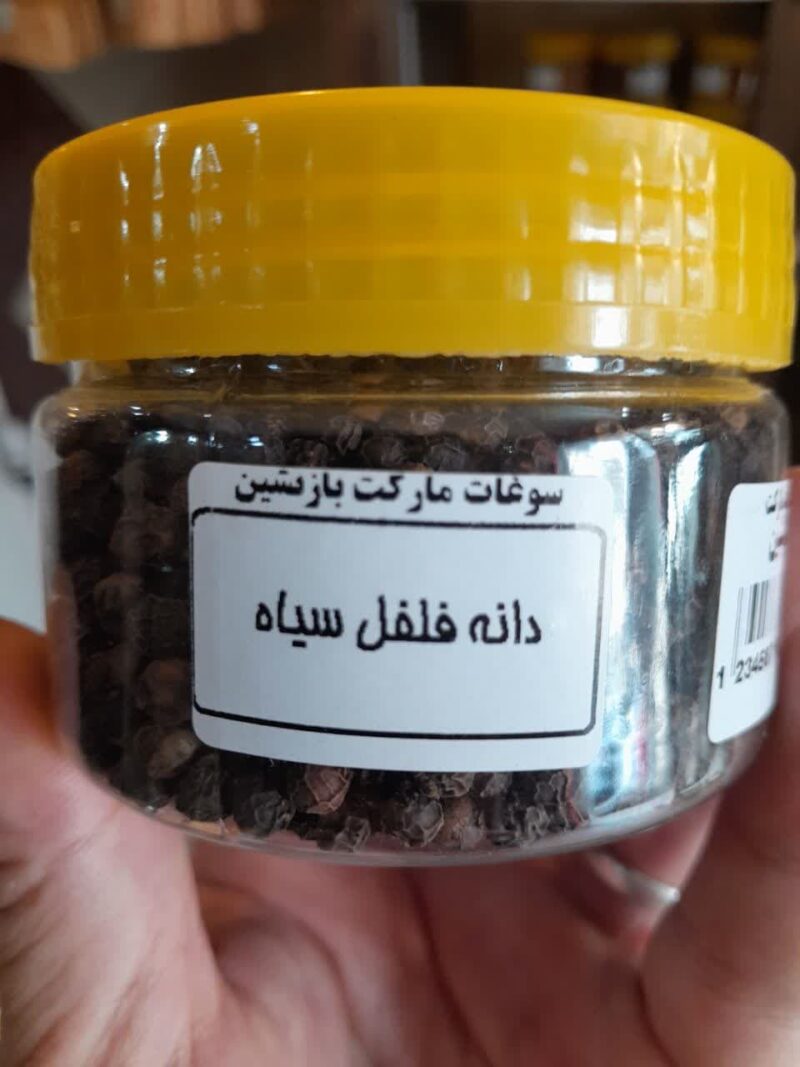 سوغات مارکت بازنشین
دانه فلفل سیاه